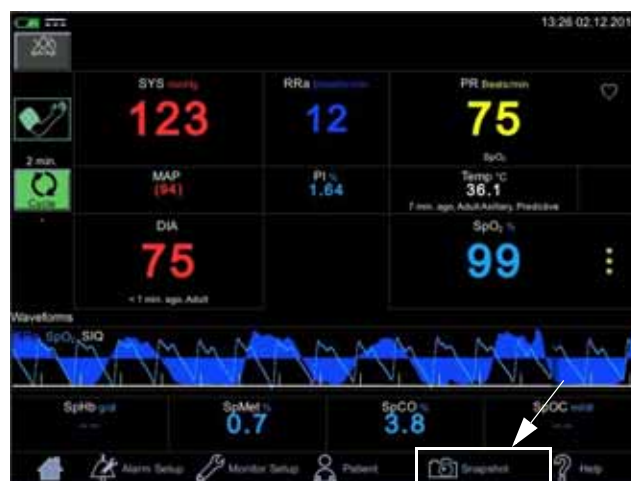 13:26 02.12.201
SYS mmHg
RRa breaths/min
PR Beats/min
123
12
75
SpO₂
2 min.
Cycle
MAP
PI %
Temp °C
(94)
1.64
36.1
7 min. ago, Adult Axillary, Predictive
DIA
SpO₂ %
75
99
< 1 min. ago, Adult
Waveforms
SpO₂, SIQ
SpHb g/dl
SpMet %
SpCO %
SpOC ml/dl
---
0.7
3.8
---
Alarm Setup
Monitor Setup
Patient
Snapshot
Help